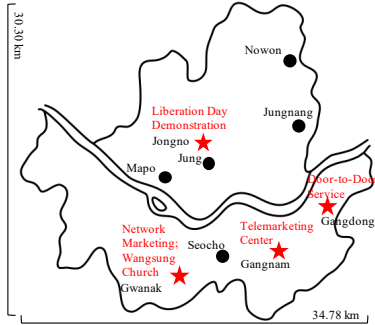 30.30 km
Nowon
Liberation Day
Demonstration
Jongno
Jungnang
Jung
Mapo
Door-to-Door
Service
Gangdong
Network
Marketing;
Wangsung
Church
Gwanak
Seocho
Telemarketing
Center
Gangnam
34.78 km